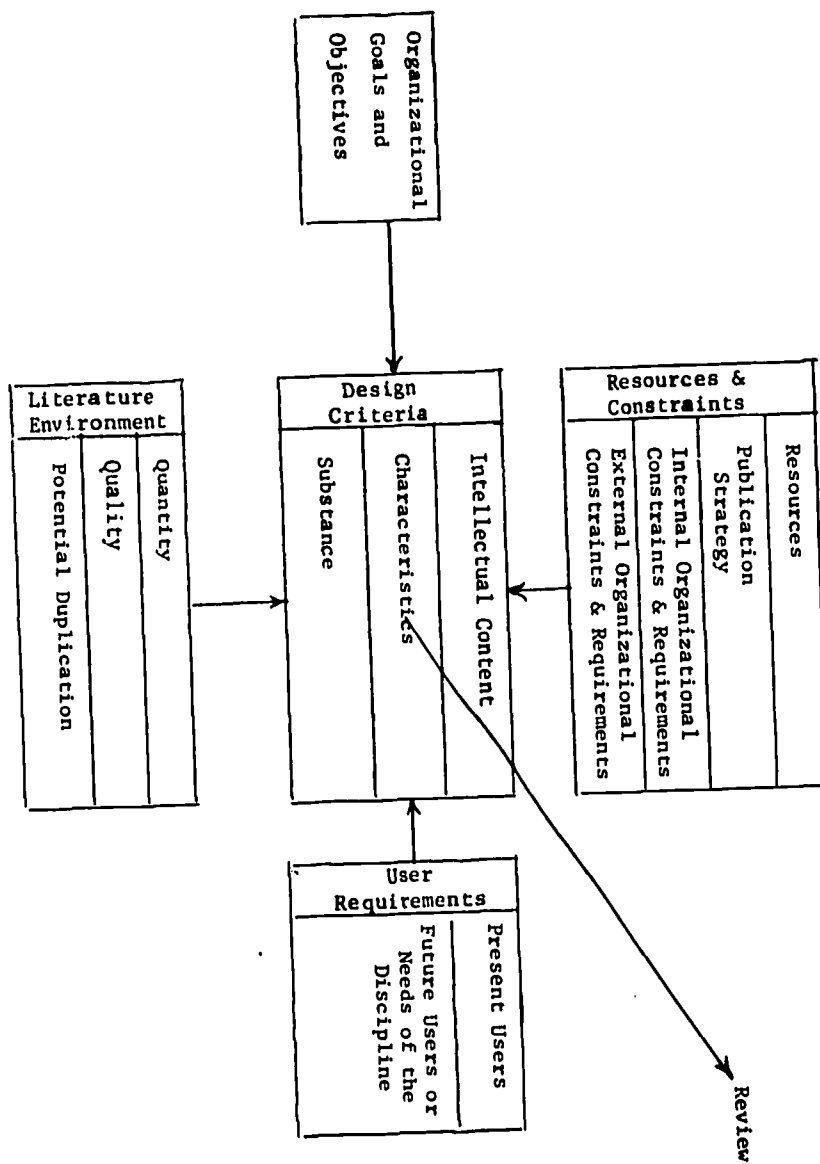 Organizational
Goals and
Objectives
Resources &
Constraints
Resources
Publication
Strategy
Internal Organizational
Constraints & Requirements
External Organizational
Constraints & Requirements
Design
Criteria
Intellectual Content
Characteristics
Substance
Literature
Environment
Quantity
Quality
Potential Duplication
User
Requirements
Present Users
Future Users or
Needs of the
Discipline
Review